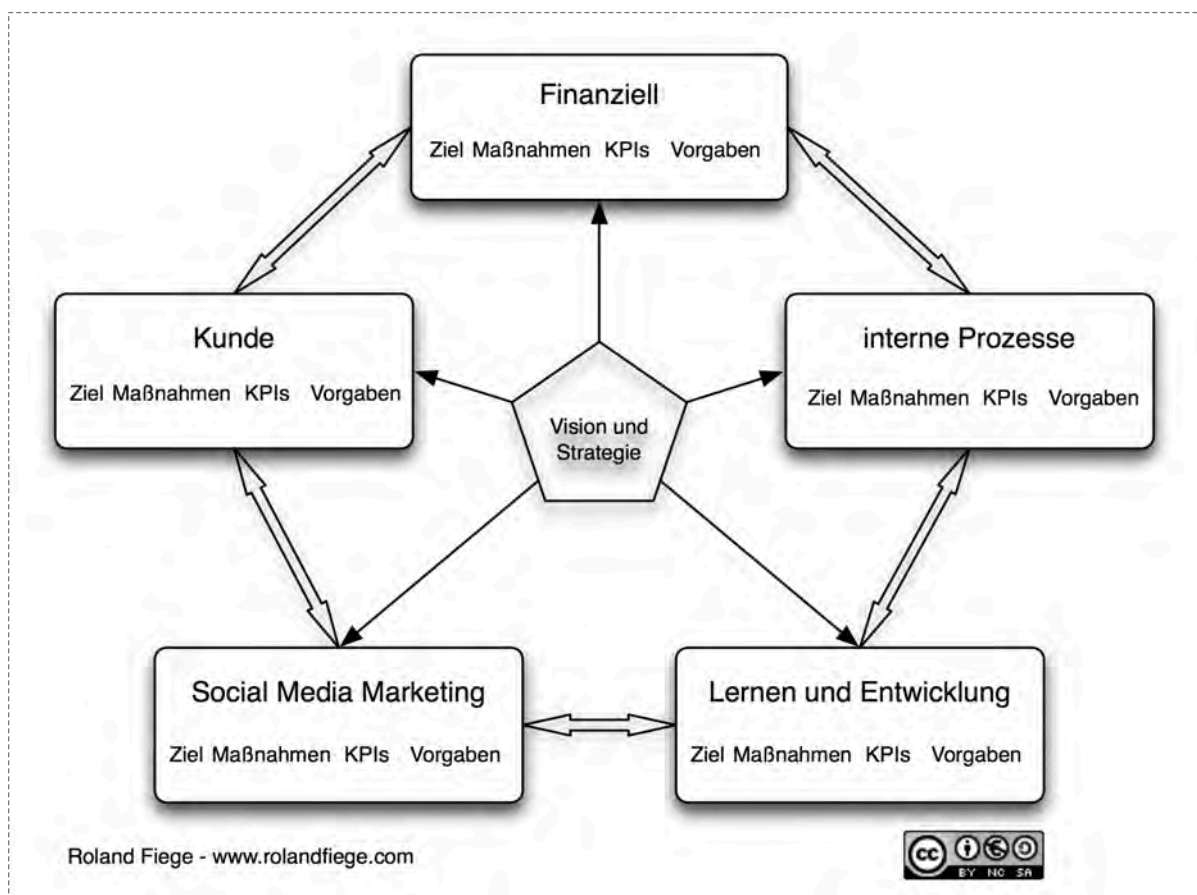 Finanziell
Ziel Maßnahmen KPIs Vorgaben
Kunde
Ziel Maßnahmen KPIs Vorgaben
interne Prozesse
Ziel Maßnahmen KPIs Vorgaben
Vision und
Strategie
Social Media Marketing
Ziel Maßnahmen KPIs Vorgaben
Lernen und Entwicklung
Ziel Maßnahmen KPIs Vorgaben
Roland Fiege - www.rolandfiege.com
cc
BY NC SA